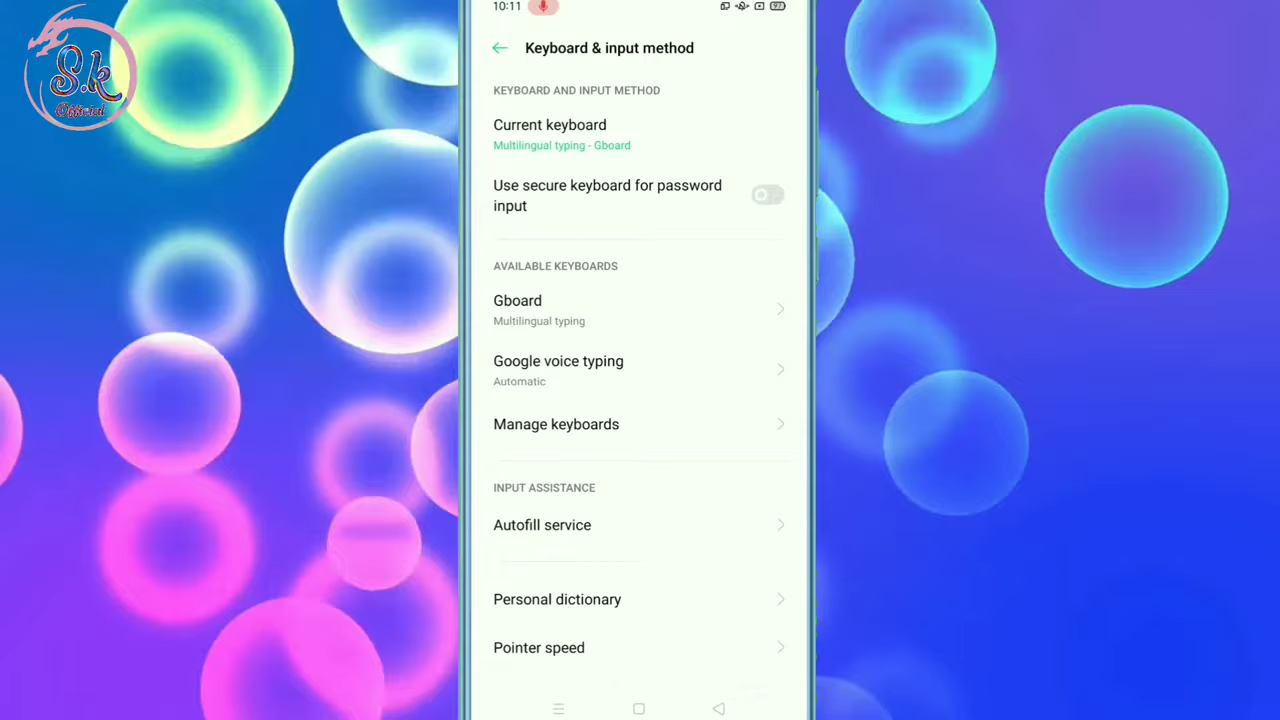 S.k
Official
10:11
97
Keyboard & input method
KEYBOARD AND INPUT METHOD
Current keyboard
Multilingual typing - Gboard
Use secure keyboard for password
input
AVAILABLE KEYBOARDS
Gboard
Multilingual typing
Google voice typing
Automatic
Manage keyboards
INPUT ASSISTANCE
Autofill service
Personal dictionary
Pointer speed